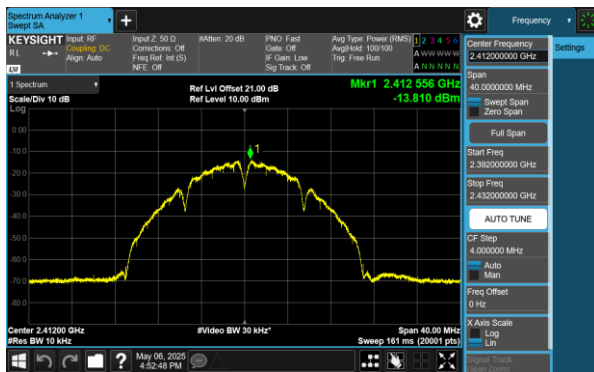 Spectrum Analyzer 1
Swept SA
+
Frequency
KEYSIGHT
RL
LXI
Input: RF
Coupling: DC
Align: Auto
Input Z: 50 Ω
Corrections: Off
Freq Ref: Int (S)
NFE: Off
#Atten: 20 dB
PNO: Fast
Gate: Off
IF Gain: Low
Sig Track: Off
Avg Type: Power (RMS)
Avg|Hold: 100/100
Trig: Free Run
1 2 3 4 5 6
A W W W W W
A N N N N N
1 Spectrum
Scale/Div 10 dB
Log
Ref Lvl Offset 21.00 dB
Ref Level 10.00 dBm
Mkr1 2.412 556 GHz
-13.810 dBm
1
0.00
-10.0
-20.0
-30.0
-40.0
-50.0
-60.0
-70.0
-80.0
Center 2.41200 GHz
#Res BW 10 kHz
#Video BW 30 kHz*
Span 40.00 MHz
Sweep 161 ms (20001 pts)
Center Frequency
2.412000000 GHz
Settings
Span
40.0000000 MHz
Swept Span
Zero Span
Full Span
Start Freq
2.392000000 GHz
Stop Freq
2.432000000 GHz
AUTO TUNE
CF Step
4.000000 MHz
Auto
Man
Freq Offset
0 Hz
X Axis Scale
Log
Lin
Signal Track
(Span Zoom)
?
May 06, 2025
4:52:48 PM